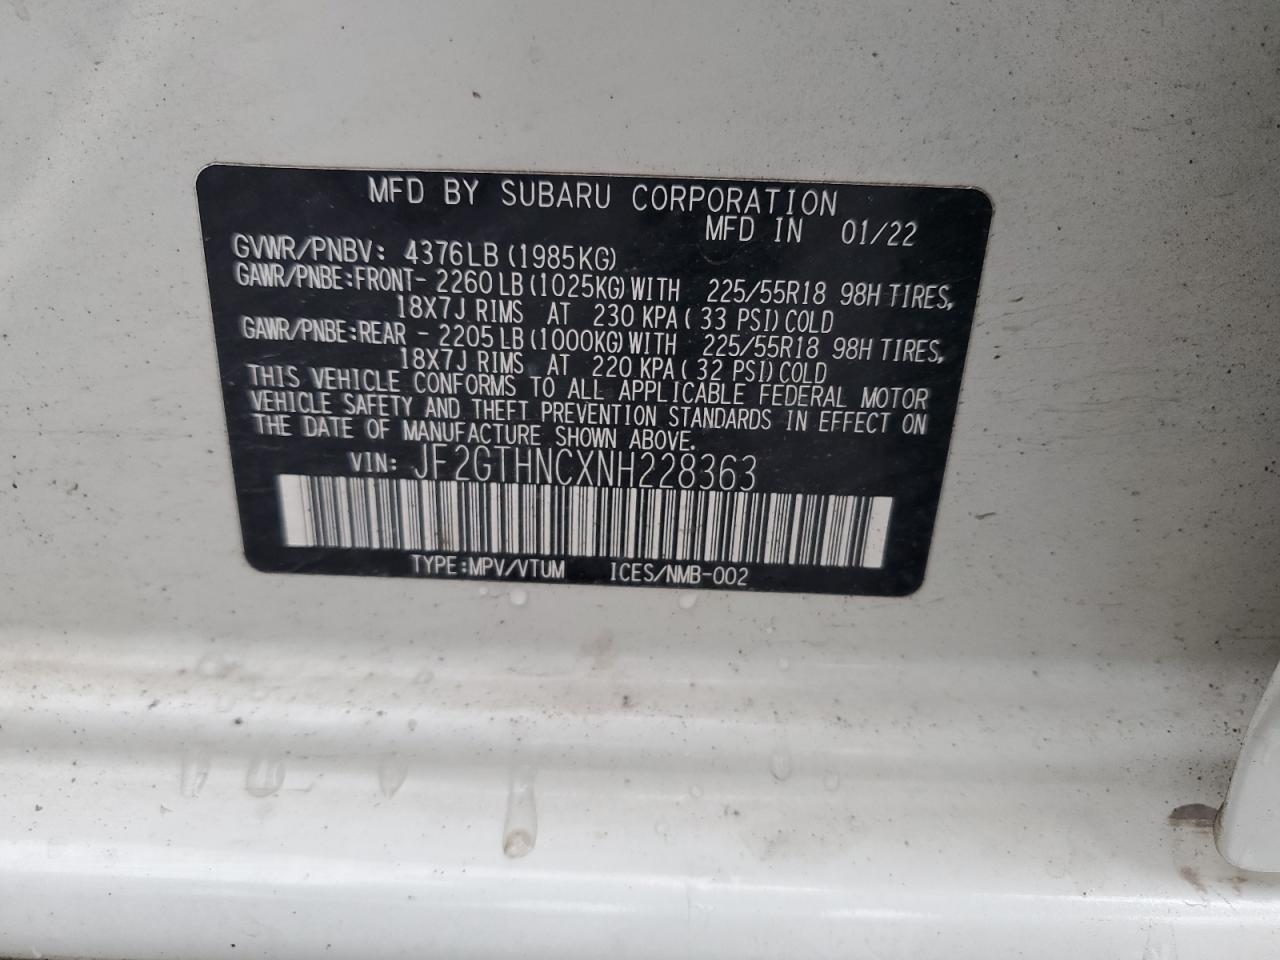 MFD BY SUBARU CORPORATION
MFD IN 01/22
GVWR/PNBV: 4376LB (1985KG)
GAWR/PNBE:FRONT- 2260 LB (1025KG) WITH 225/55R18 98H TIRES,
18X7J RIMS AT 230 KPA ( 33 PSI) COLD
GAWR/PNBE:REAR - 2205 LB (1000KG) WITH 225/55R18 98H TIRES,
18X7J RIMS AT 220 KPA ( 32 PSI) COLD
THIS VEHICLE CONFORMS TO ALL APPLICABLE FEDERAL MOTOR
VEHICLE SAFETY AND THEFT PREVENTION STANDARDS IN EFFECT ON
THE DATE OF MANUFACTURE SHOWN ABOVE.
VIN: JF2GTHNCXNH228363
TYPE:MPV/VTUM ICES/NMB-002